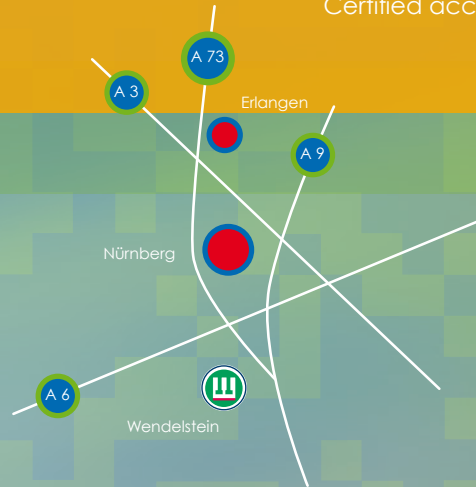 Certified acc
A 73
A 3
Erlangen
A 9
Nürnberg
A 6
Wendelstein